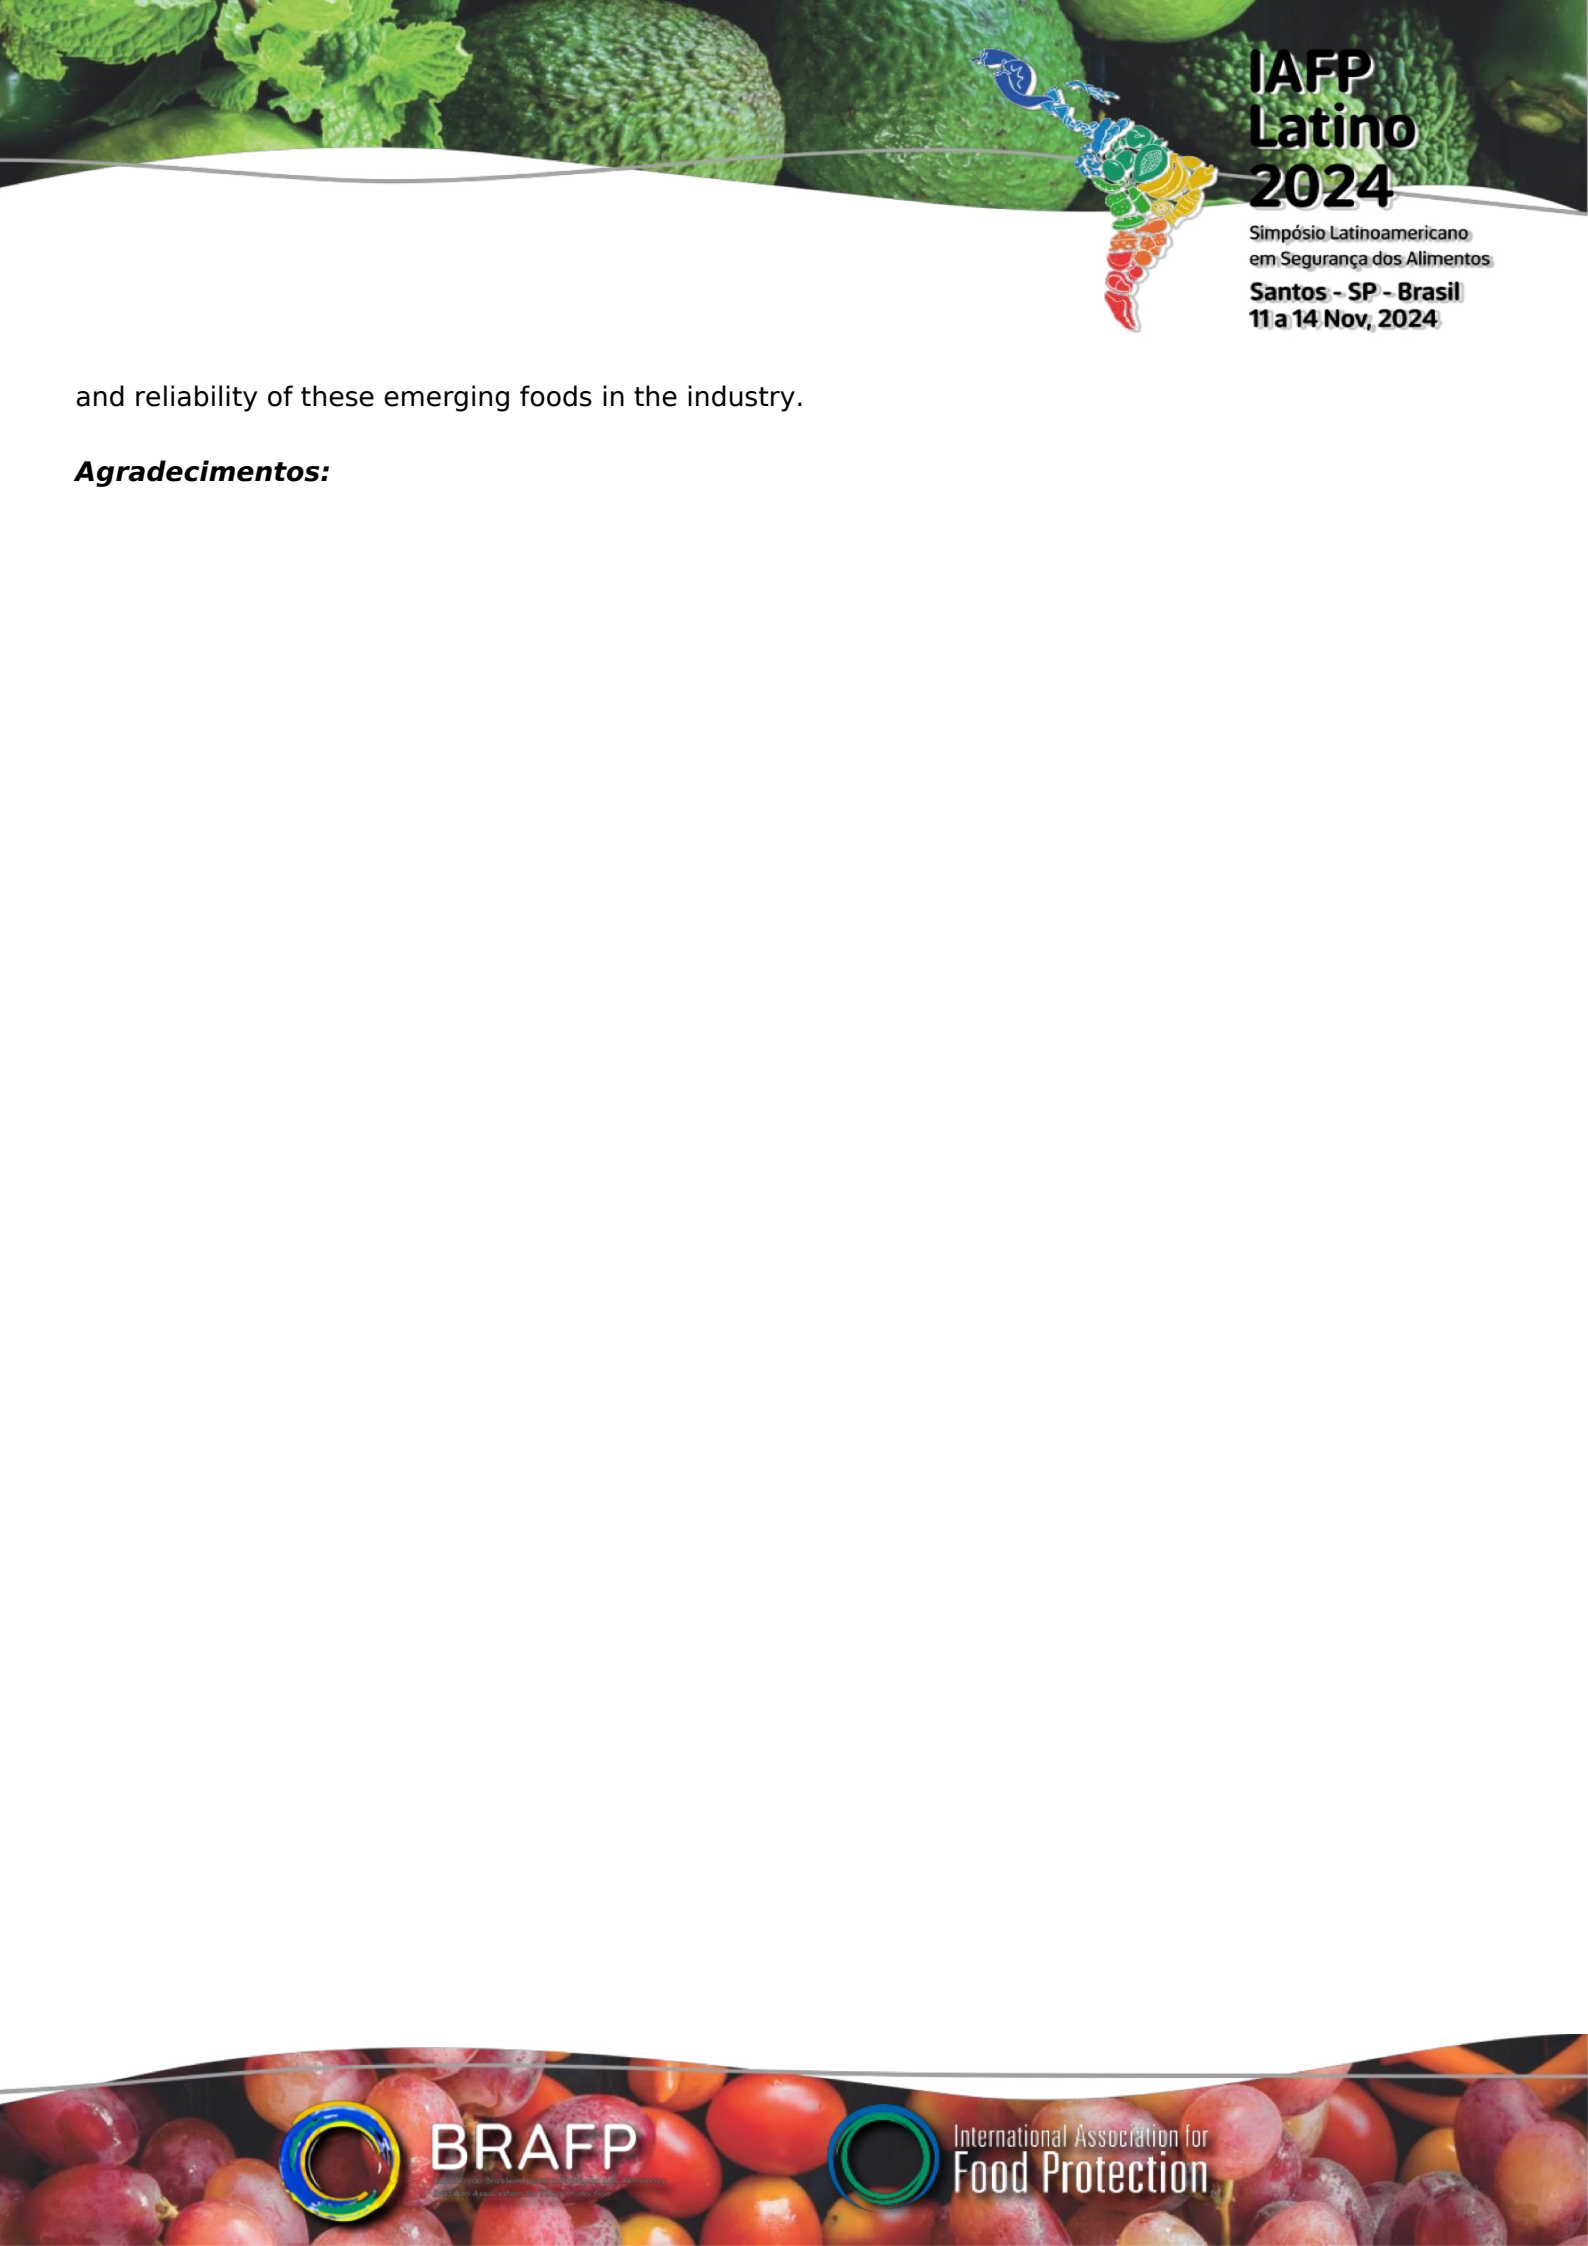 IAFP
Latino
2024
Simpósio Latinoamericano
em Segurança dos Alimentos
Santos - SP - Brasil
11 a 14 Nov, 2024
and reliability of these emerging foods in the industry.
Agradecimentos:
BRAFP
International Association for
Food Protection